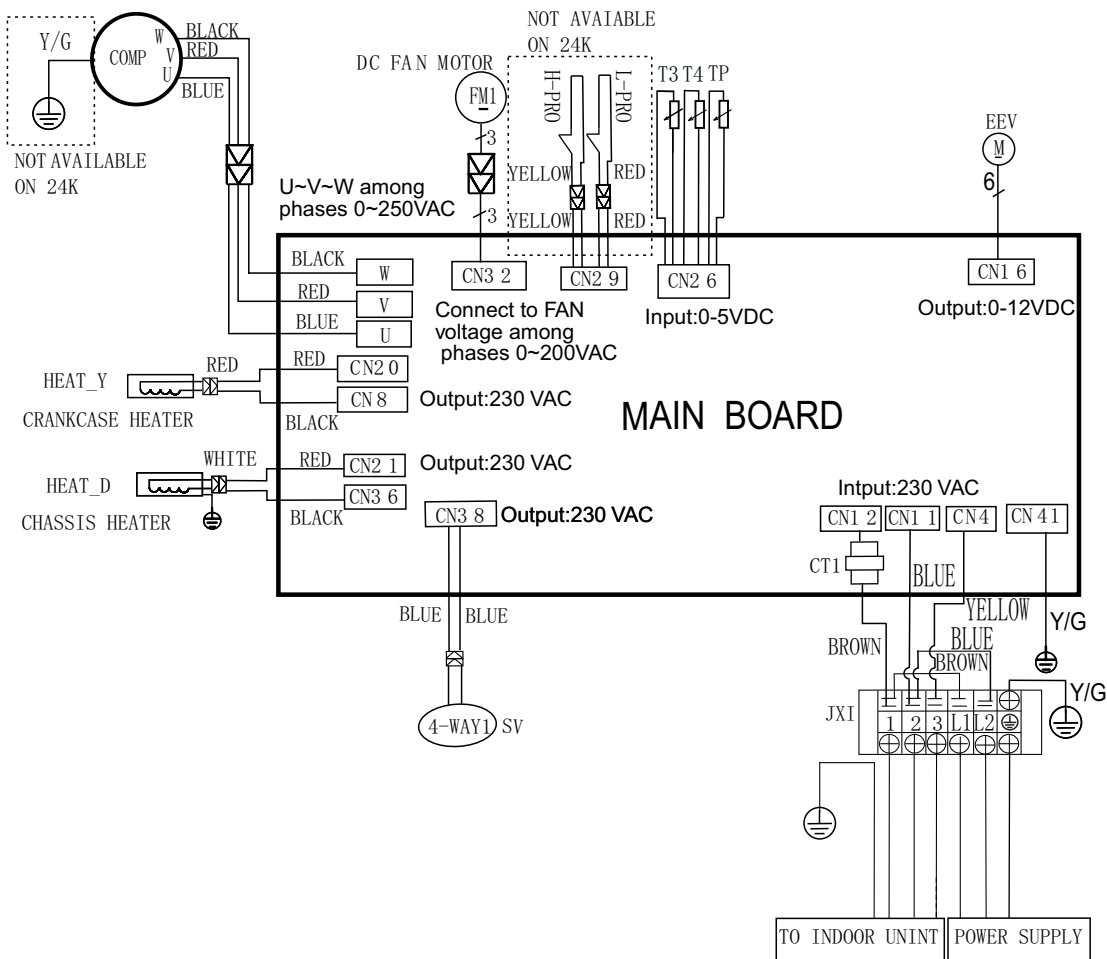 Y/G
COMP
W
V
U
BLACK
RED
BLUE
NOT AVAILABLE
ON 24K
DC FAN MOTOR
FM1
3
3
NOT AVAIABLE
ON 24K
H-PRO
L-PRO
YELLOW
RED
YELLOW
RED
T3 T4 TP
EEV
M
6
U~V~W among
phases 0~250VAC
BLACK
W
RED
V
BLUE
U
CN3 2
CN2 9
CN2 6
CN1 6
Connect to FAN
voltage among
phases 0~200VAC
Input:0-5VDC
Output:0-12VDC
HEAT_Y
RED
RED
CN20
CN8
Output:230 VAC
BLACK
CRANKCASE HEATER
MAIN BOARD
HEAT_D
WHITE
RED
CN2 1
Output:230 VAC
CN3 6
BLACK
CHASSIS HEATER
CN3 8
Output:230 VAC
Intput:230 VAC
CN1 2
CN1 1
CN4
CN 41
CT1
BLUE
YELLOW
Y/G
BLUE
BLUE
BROWN
BLUE
BROWN
Y/G
4-WAY1
SV
JXI
1
2
3
L1
L2
TO INDOOR UNINT
POWER SUPPLY